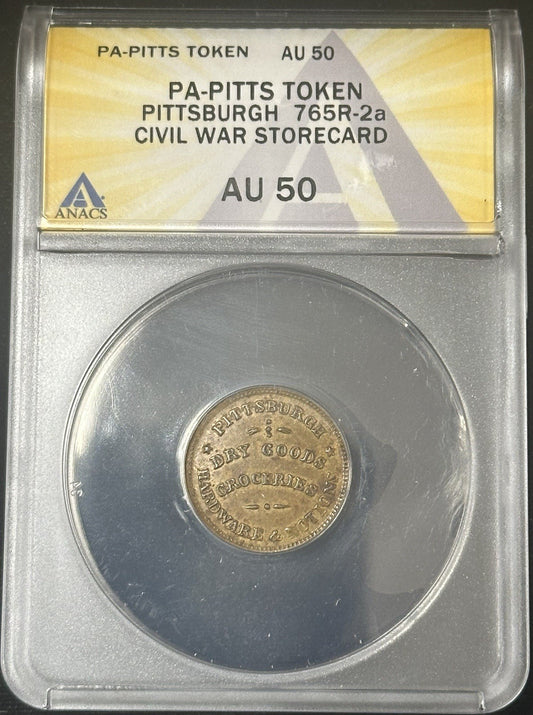 PA-PITTS TOKEN AU 50
PA-PITTS TOKEN
PITTSBURGH 765R-2a
CIVIL WAR STORECARD
AU 50
ANACS
PITTSBURGH
DRY GOODS
GROCERIES
HARDWARE & NOTIONS